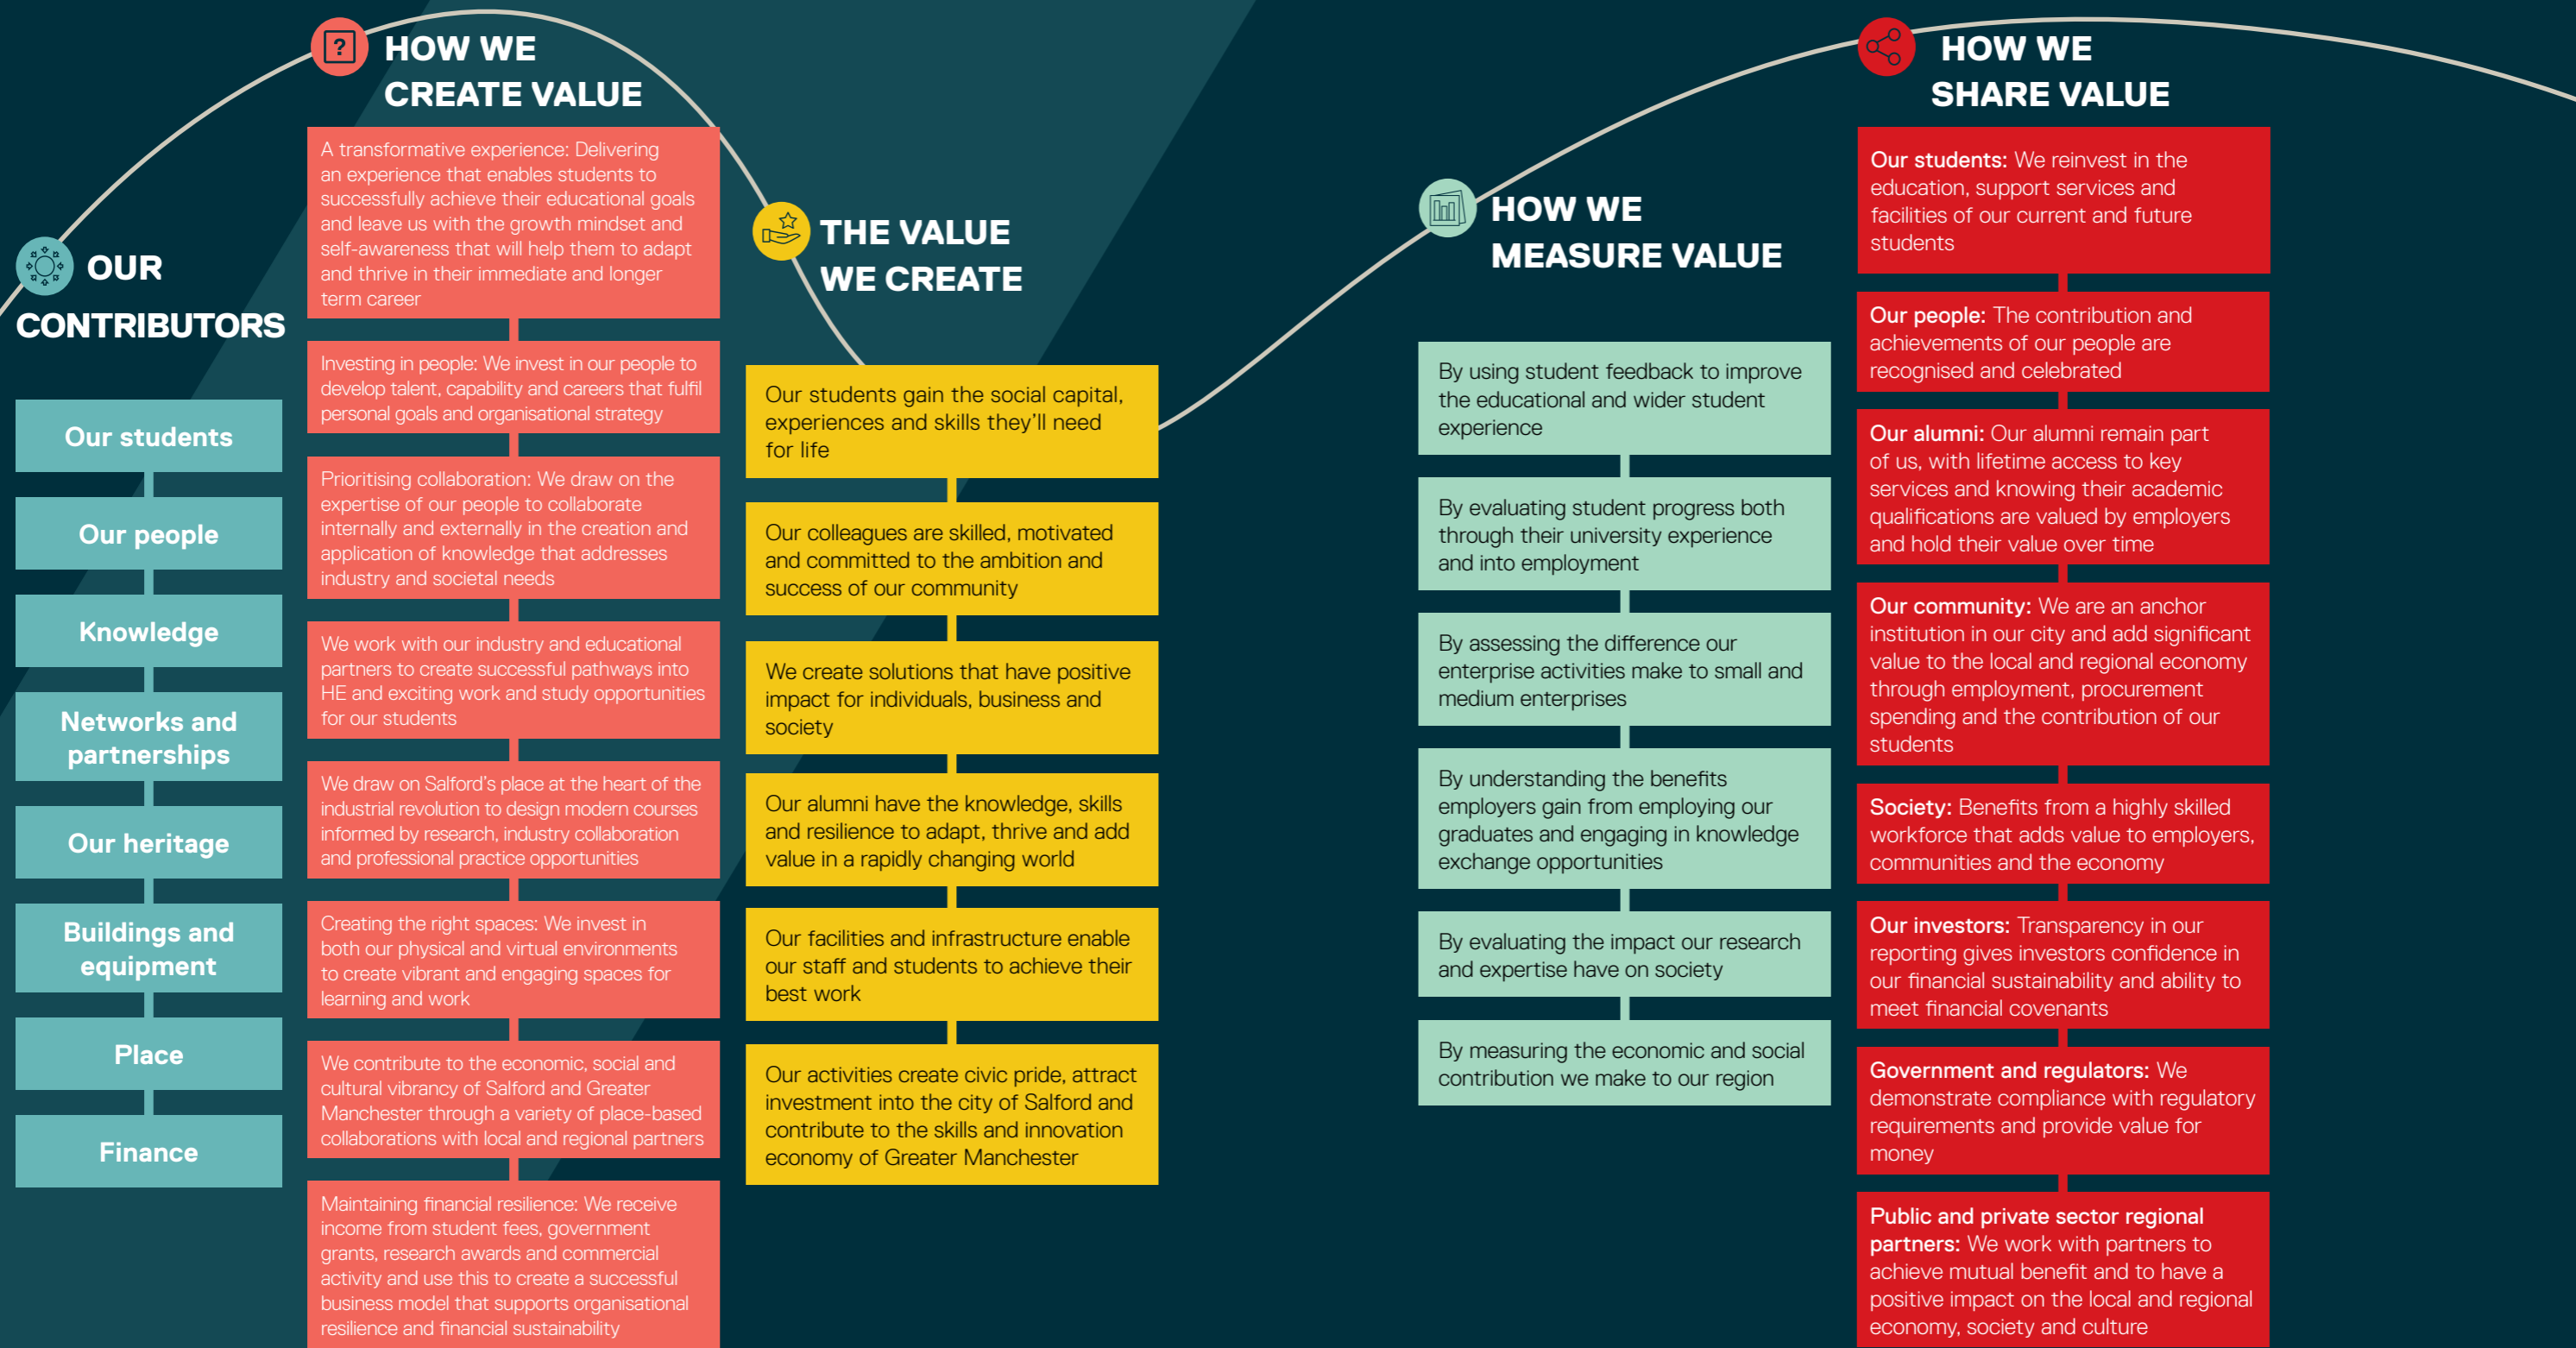 OUR
CONTRIBUTORS
Our students
Our people
Knowledge
Networks and
partnerships
Our heritage
Buildings and
equipment
Place
Finance
?
HOW WE
CREATE VALUE
A transformative experience: Delivering
an experience that enables students to
successfully achieve their educational goals
and leave us with the growth mindset and
self-awareness that will help them to adapt
and thrive in their immediate and longer
term career
Investing in people: We invest in our people to
develop talent, capability and careers that fulfil
personal goals and organisational strategy
Prioritising collaboration: We draw on the
expertise of our people to collaborate
internally and externally in the creation and
application of knowledge that addresses
industry and societal needs
We work with our industry and educational
partners to create successful pathways into
HE and exciting work and study opportunities
for our students
We draw on Salford's place at the heart of the
industrial revolution to design modern courses
informed by research, industry collaboration
and professional practice opportunities
Creating the right spaces: We invest in
both our physical and virtual environments
to create vibrant and engaging spaces for
learning and work
We contribute to the economic, social and
cultural vibrancy of Salford and Greater
Manchester through a variety of place-based
collaborations with local and regional partners
Maintaining financial resilience: We receive
income from student fees, government
grants, research awards and commercial
activity and use this to create a successful
business model that supports organisational
resilience and financial sustainability
THE VALUE
WE CREATE
Our students gain the social capital,
experiences and skills they'll need
for life
Our colleagues are skilled, motivated
and committed to the ambition and
success of our community
We create solutions that have positive
impact for individuals, business and
society
Our alumni have the knowledge, skills
and resilience to adapt, thrive and add
value in a rapidly changing world
Our facilities and infrastructure enable
our staff and students to achieve their
best work
Our activities create civic pride, attract
investment into the city of Salford and
contribute to the skills and innovation
economy of Greater Manchester
HOW WE
MEASURE VALUE
By using student feedback to improve
the educational and wider student
experience
By evaluating student progress both
through their university experience
and into employment
By assessing the difference our
enterprise activities make to small and
medium enterprises
By understanding the benefits
employers gain from employing our
graduates and engaging in knowledge
exchange opportunities
By evaluating the impact our research
and expertise have on society
By measuring the economic and social
contribution we make to our region
HOW WE
SHARE VALUE
Our students: We reinvest in the
education, support services and
facilities of our current and future
students
Our people: The contribution and
achievements of our people are
recognised and celebrated
Our alumni: Our alumni remain part
of us, with lifetime access to key
services and knowing their academic
qualifications are valued by employers
and hold their value over time
Our community: We are an anchor
institution in our city and add significant
value to the local and regional economy
through employment, procurement
spending and the contribution of our
students
Society: Benefits from a highly skilled
workforce that adds value to employers,
communities and the economy
Our investors: Transparency in our
reporting gives investors confidence in
our financial sustainability and ability to
meet financial covenants
Government and regulators: We
demonstrate compliance with regulatory
requirements and provide value for
money
Public and private sector regional
partners: We work with partners to
achieve mutual benefit and to have a
positive impact on the local and regional
economy, society and culture